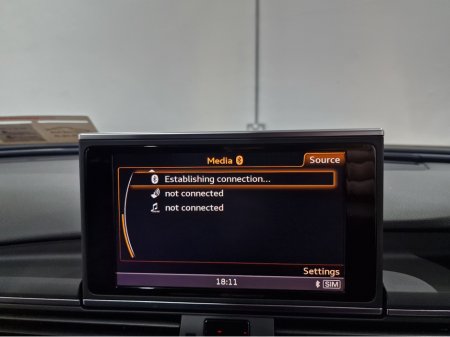 Media
Source
Establishing connection...
not connected
not connected
Settings
18:11
SIM